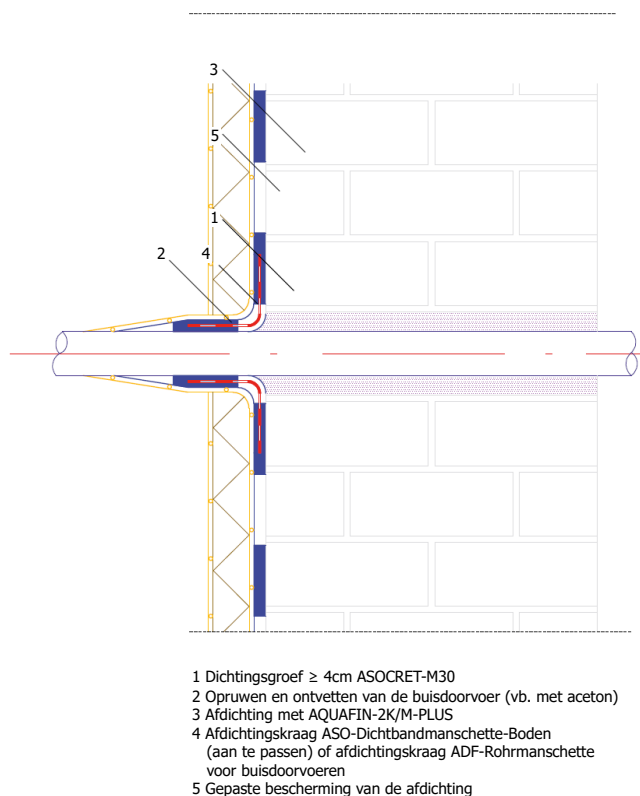 3
5
1
2
4
1 Dichtingsgroef ≥ 4cm ASOCRET-M30
2 Opruwen en ontvetten van de buisdoorvoer (vb. met aceton)
3 Afdichting met AQUAFIN-2K/M-PLUS
4 Afdichtingskraag ASO-Dichtbandmanschette-Boden
(aan te passen) of afdichtingskraag ADF-Rohrmanschette
voor buisdoorvoeren
5 Gepaste bescherming van de afdichting